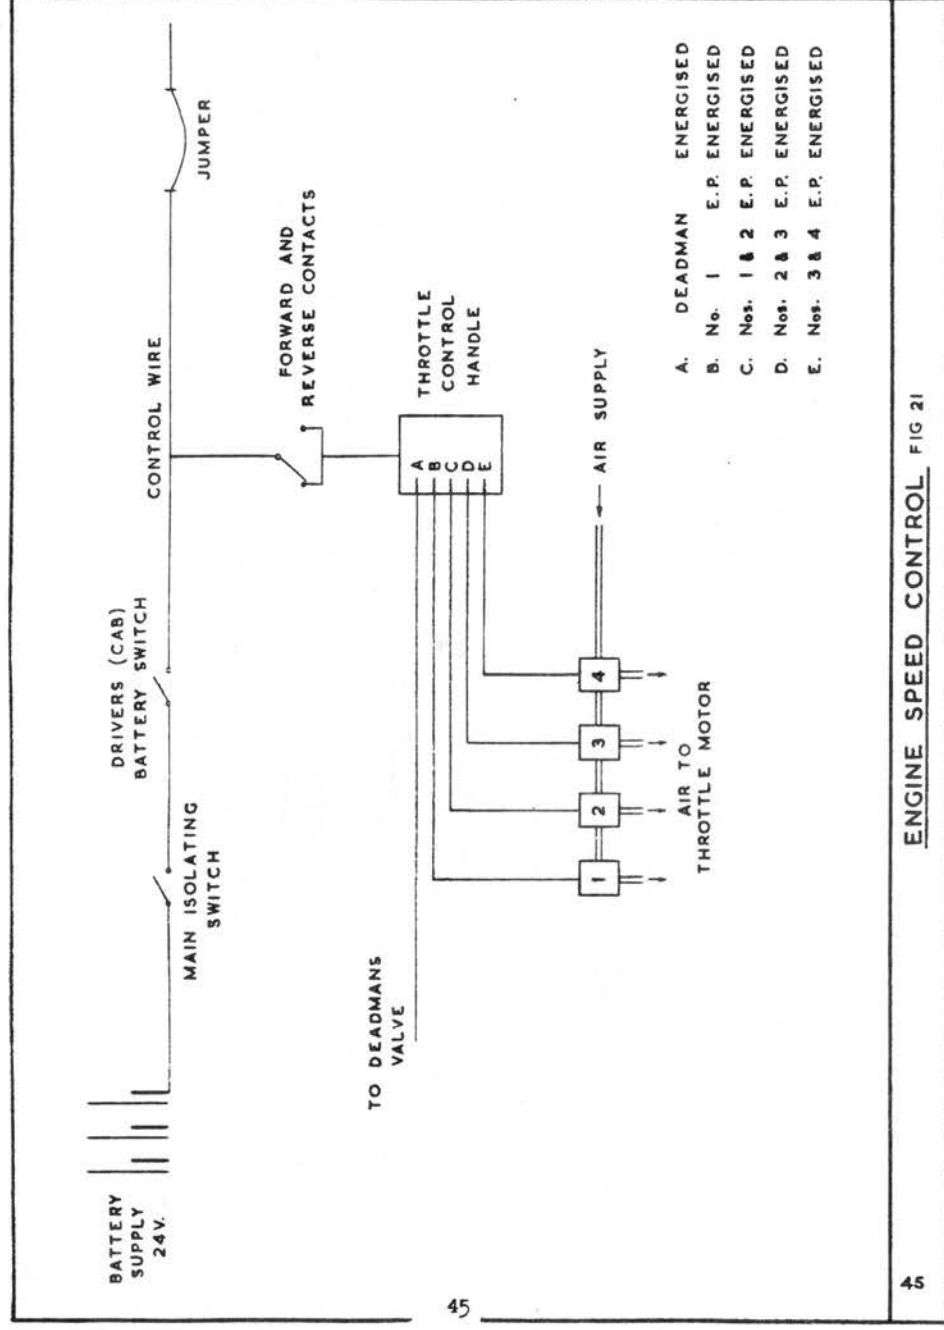 BATTERY
SUPPLY
24V.
MAIN ISOLATING
SWITCH
DRIVERS (CAB)
BATTERY SWITCH
CONTROL WIRE
JUMPER
FORWARD AND
REVERSE CONTACTS
THROTTLE
CONTROL
HANDLE
A
B
C
D
E
TO DEADMANS
VALVE
1
2
3
4
AIR SUPPLY
AIR TO
THROTTLE MOTOR
A. DEADMAN ENERGISED
B. No. 1 E.P. ENERGISED
C. Nos. 1 & 2 E.P. ENERGISED
D. Nos. 2 & 3 E.P. ENERGISED
E. Nos. 3 & 4 E.P. ENERGISED
45
ENGINE SPEED CONTROL FIG 21
45